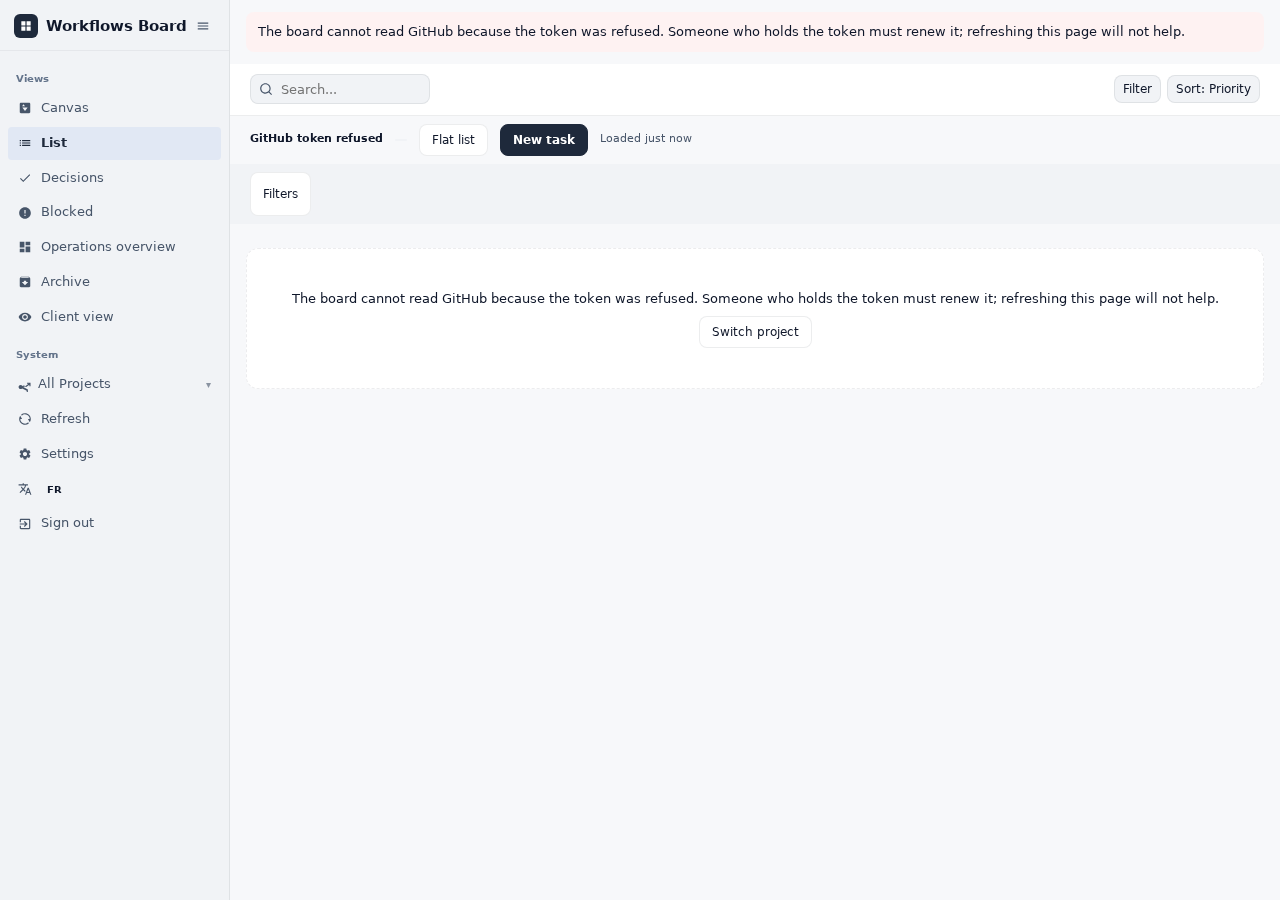 Workflows Board
The board cannot read GitHub because the token was refused. Someone who holds the token must renew it; refreshing this page will not help.
Search...
Filter
Sort: Priority
GitHub token refused
Flat list
New task
Loaded just now
Filters
The board cannot read GitHub because the token was refused. Someone who holds the token must renew it; refreshing this page will not help.
Switch project
Views
Canvas
List
Decisions
Blocked
Operations overview
Archive
Client view
System
All Projects
Refresh
Settings
FR
Sign out